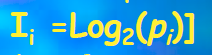 Iᵢ =Log₂(pᵢ)]